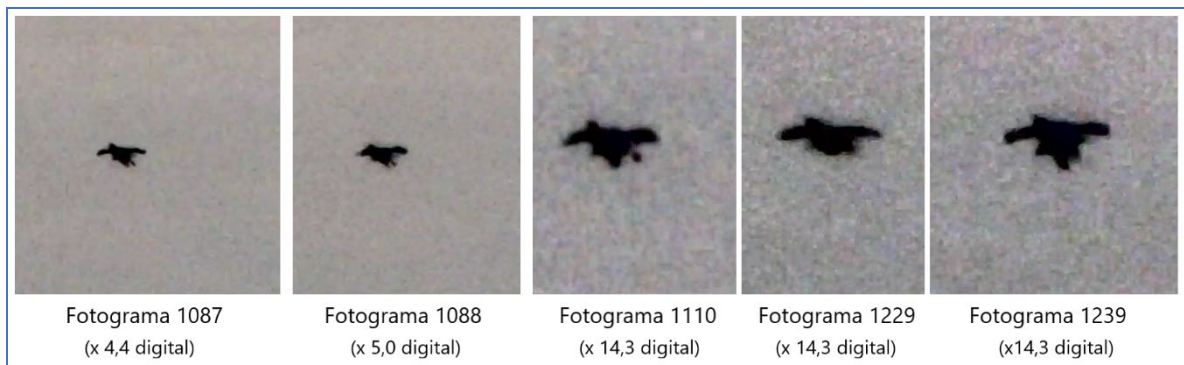 Fotograma 1087
(x 4,4 digital)
Fotograma 1088
(x 5,0 digital)
Fotograma 1110
(x 14,3 digital)
Fotograma 1229
(x 14,3 digital)
Fotograma 1239
(x14,3 digital)